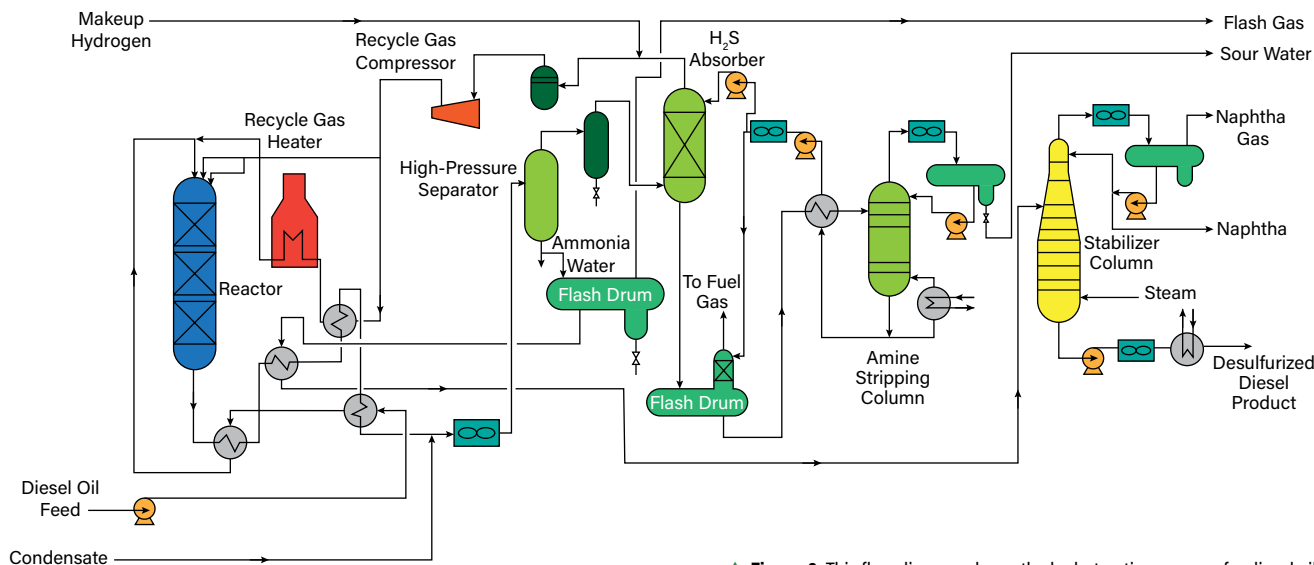 Makeup
Hydrogen
Recycle Gas
Compressor
H2S
Absorber
Flash Gas
Sour Water
Recycle Gas
Heater
High-Pressure
Separator
Naphtha
Gas
Ammonia
Water
Reactor
Flash Drum
To Fuel
Gas
Naphtha
Stabilizer
Column
Steam
Amine
Stripping
Column
Flash Drum
Desulfurized
Diesel
Product
Diesel Oil
Feed
Condensate